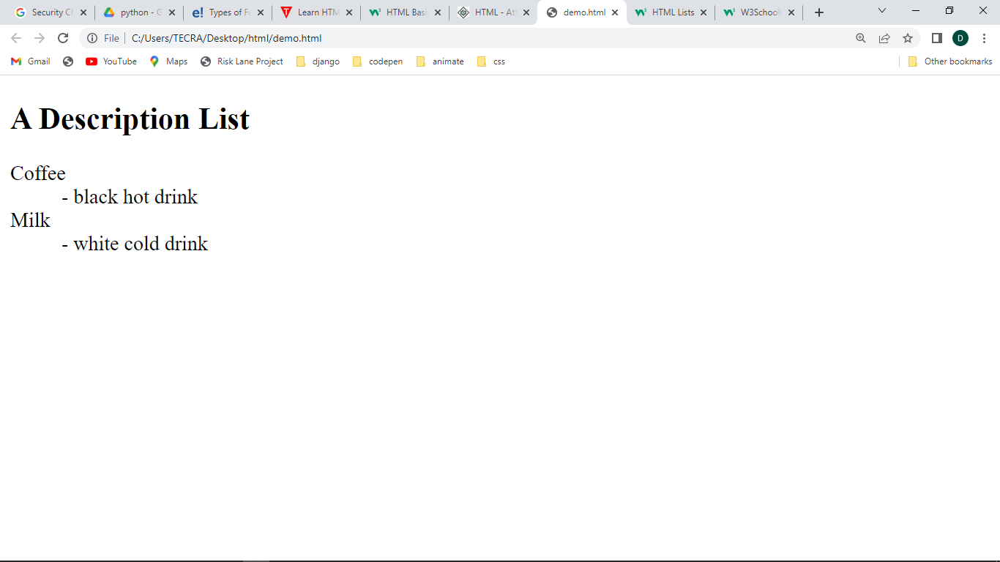 Security C
python - G
Types of Fu
Learn HTM
HTML Basi
HTML - Att
demo.html
HTML Lists
W3Schools
File
C:/Users/TECRA/Desktop/html/demo.html
D
Gmail
YouTube
Maps
Risk Lane Project
django
codepen
animate
css
Other bookmarks
A Description List
Coffee
- black hot drink
Milk
- white cold drink